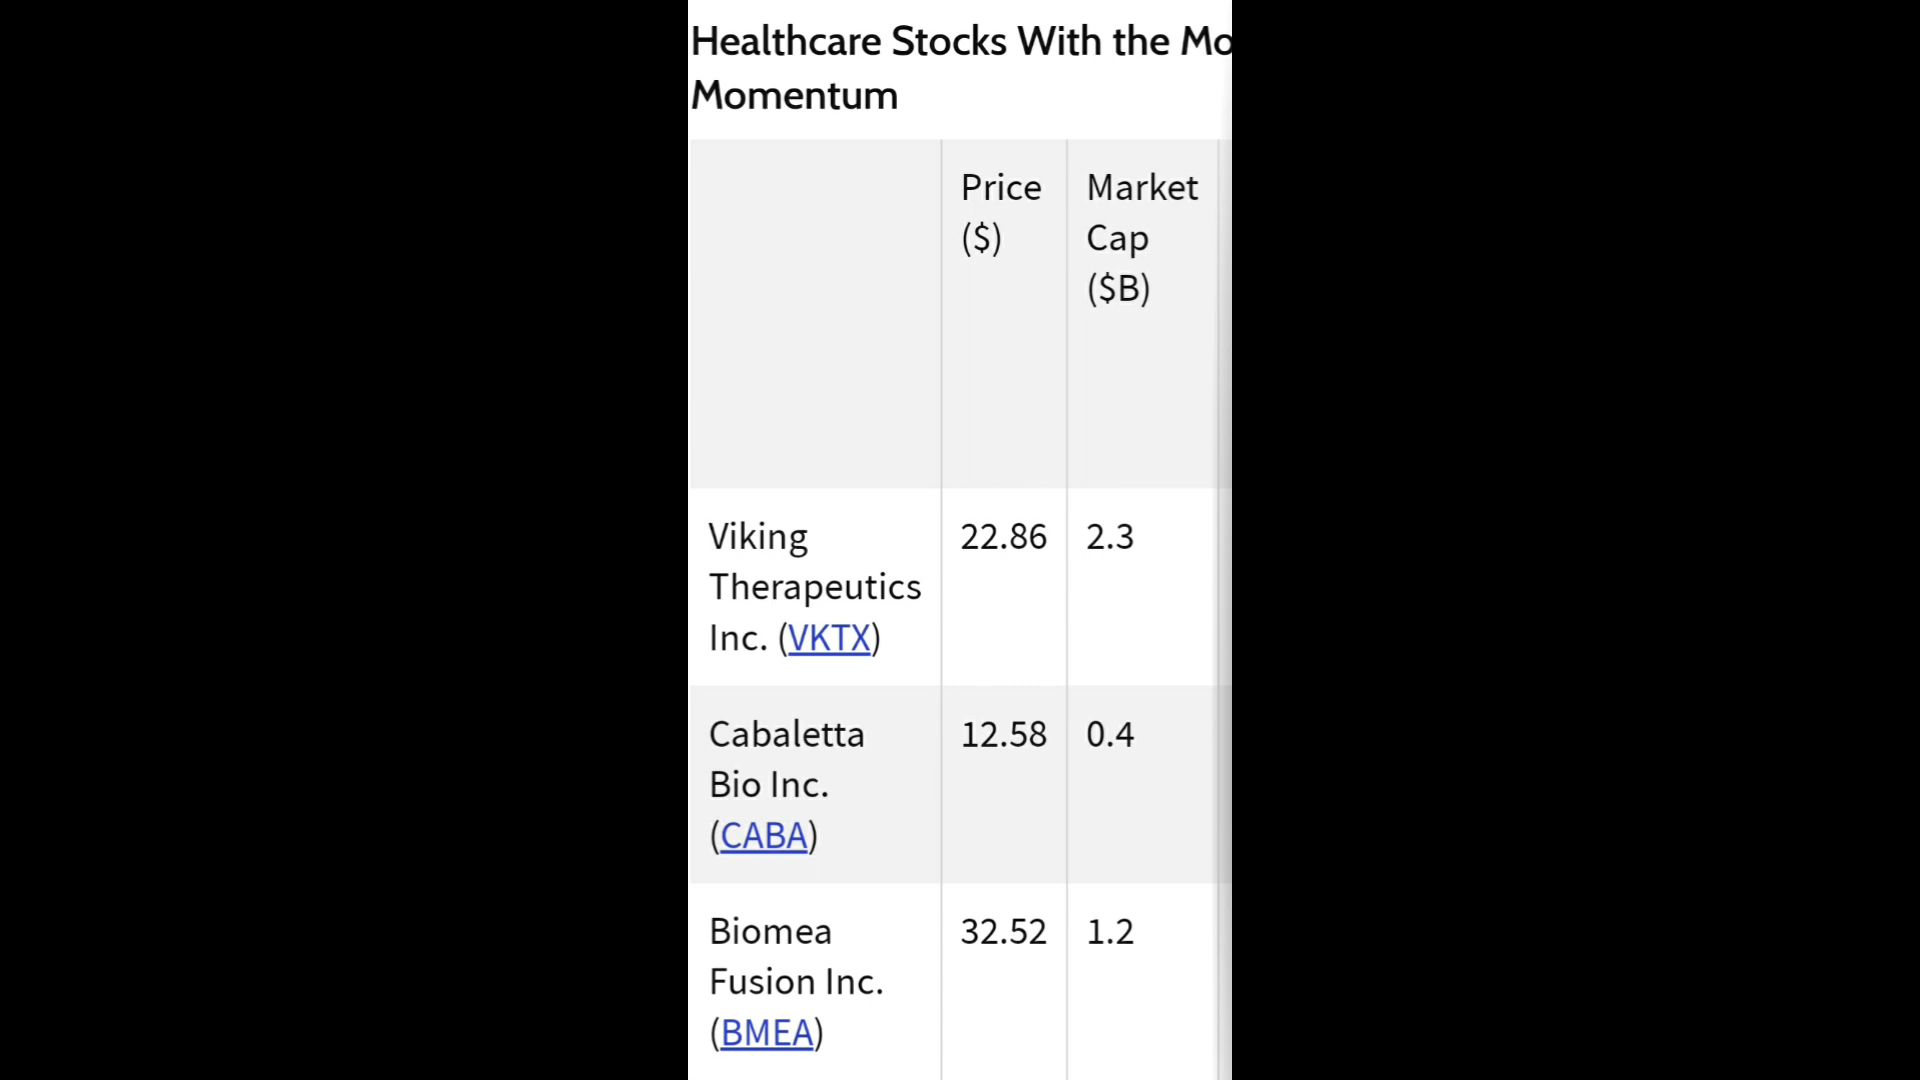 Healthcare Stocks With the
Momentum
Price
($)
Market
Cap
($B)
Viking
Therapeutics
Inc. (VKTX)
22.86
2.3
Cabaletta
Bio Inc.
(CABA)
12.58
0.4
Biomea
Fusion Inc.
(BMEA)
32.52
1.2